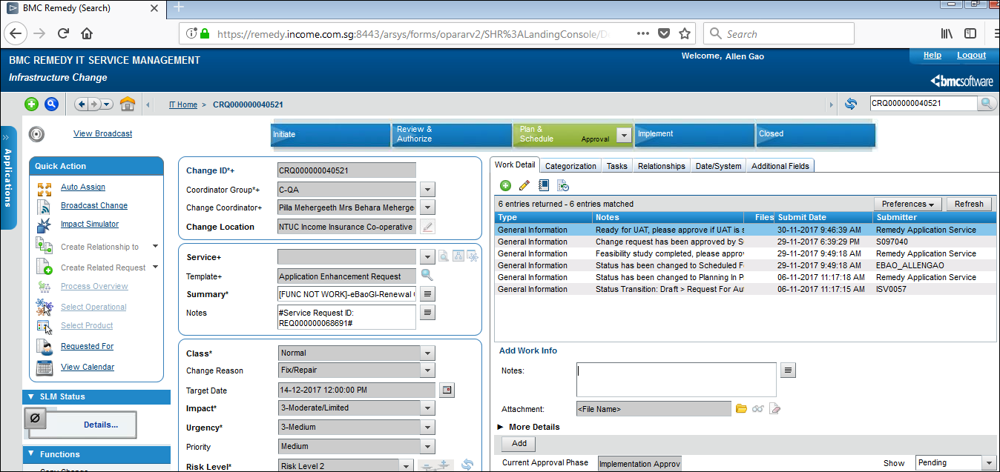 BMC Remedy (Search)
https://remedy.income.com.sg:8443/arsys/forms/opararv2/SHR%3ALandingConsole/D
Search
BMC REMEDY IT SERVICE MANAGEMENT
Welcome, Allen Gao
Help Logout
Infrastructure Change
bmcsoftware
IT Home > CRQ000000040521
CRQ000000040521
Applications
View Broadcast
Initiate
Review & Authorize
Plan & Schedule Approval
Implement
Closed
Quick Action
Auto Assign
Broadcast Change
Impact Simulator
Create Relationship to
Create Related Request
Process Overview
Select Operational
Select Product
Requested For
View Calendar
SLM Status
Details...
Functions
Change ID*+ CRQ000000040521
Coordinator Group*+ C-QA
Change Coordinator+ Pilla Mehergeeth Mrs Behara Meherge
Change Location NTUC Income Insurance Co-operative
Service+
Template+ Application Enhancement Request
Summary* [FUNC NOT WORK]-eBaoGI-Renewal
Notes #Service Request ID:
REQ000000068691#
Class* Normal
Change Reason Fix/Repair
Target Date 14-12-2017 12:00:00 PM
Impact* 3-Moderate/Limited
Urgency* 3-Medium
Priority Medium
Risk Level* Risk Level 2
Work Detail Categorization Tasks Relationships Date/System Additional Fields
6 entries returned - 6 entries matched Preferences Refresh
Type Notes Files Submit Date Submitter
General Information Ready for UAT, please approve if UAT is s 30-11-2017 9:46:39 AM Remedy Application Service
General Information Change request has been approved by S 29-11-2017 6:39:29 PM S097040
General Information Feasibility study completed, please approv 29-11-2017 9:49:18 AM Remedy Application Service
General Information Status has been changed to Scheduled F 29-11-2017 9:49:18 AM EBAO_ALLENGAO
General Information Status has been changed to Planning In P 06-11-2017 11:17:18 AM Remedy Application Service
General Information Status Transition: Draft > Request For Aut 06-11-2017 11:17:15 AM ISV0057
Add Work Info
Notes:
Attachment: <File Name>
More Details
Add
Current Approval Phase Implementation Approv Show Pending